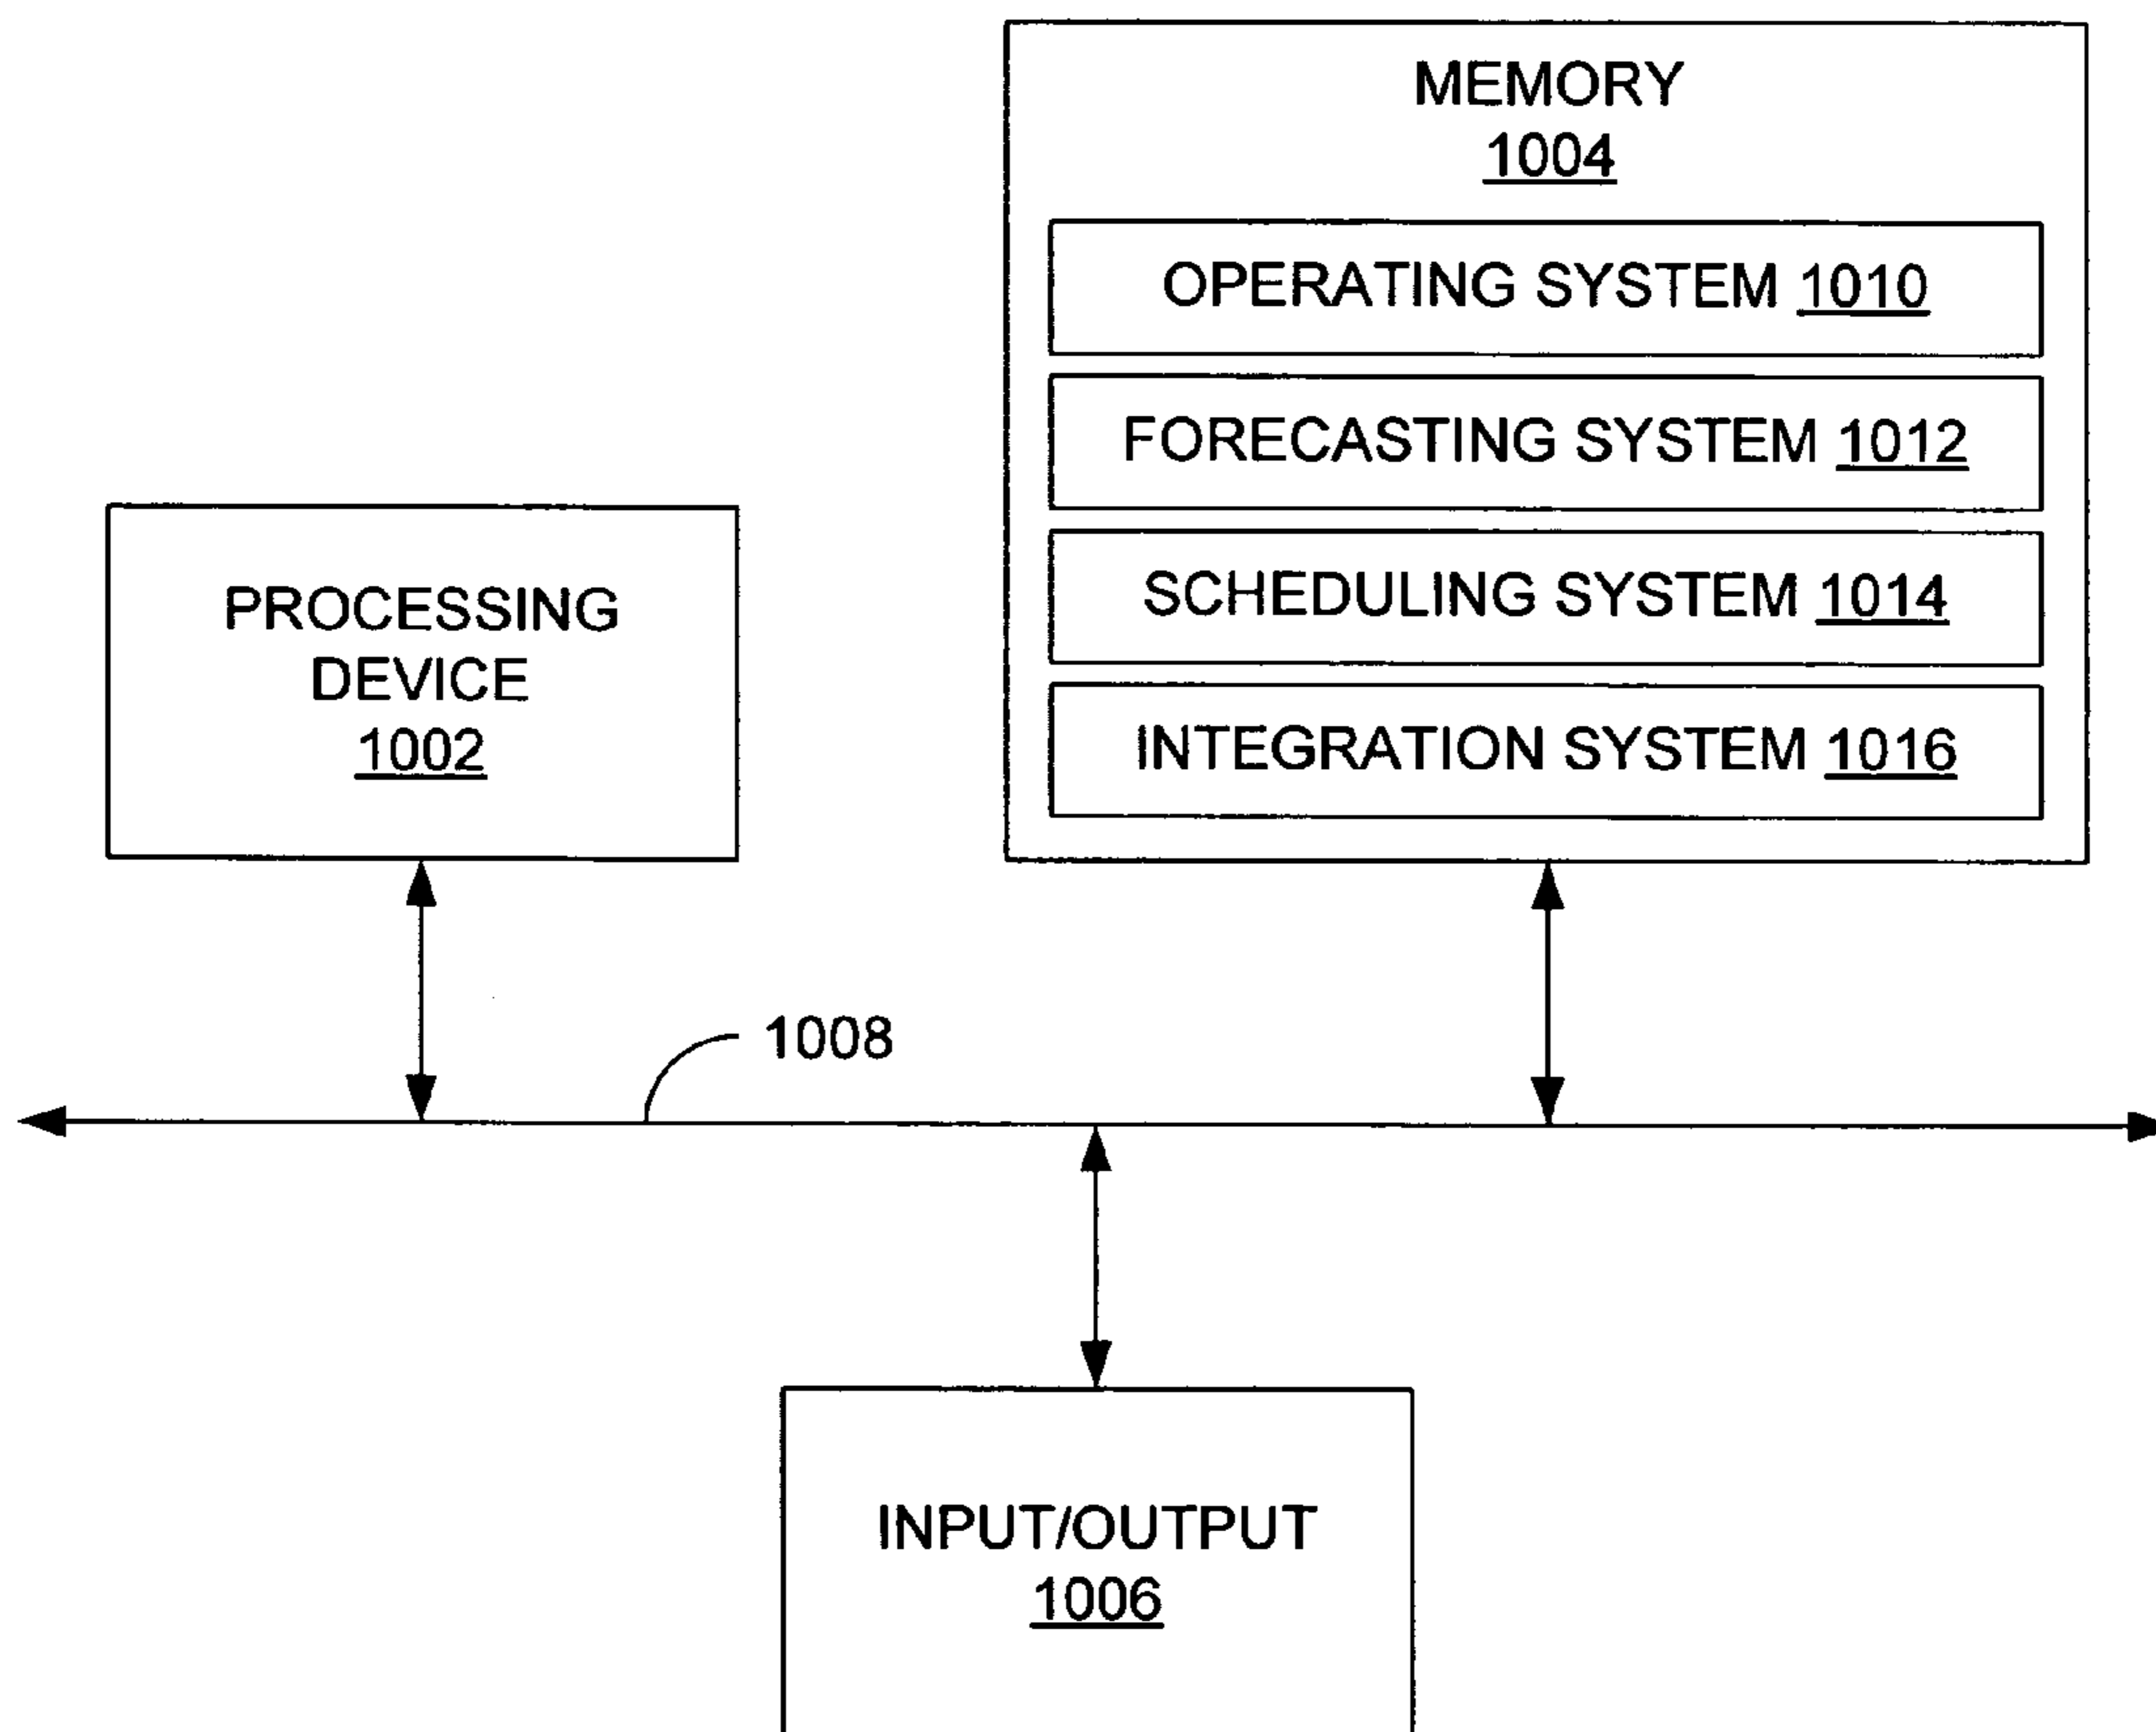 MEMORY
1004
OPERATING SYSTEM 1010
FORECASTING SYSTEM 1012
SCHEDULING SYSTEM 1014
INTEGRATION SYSTEM 1016
PROCESSING
DEVICE
1002
1008
INPUT/OUTPUT
1006